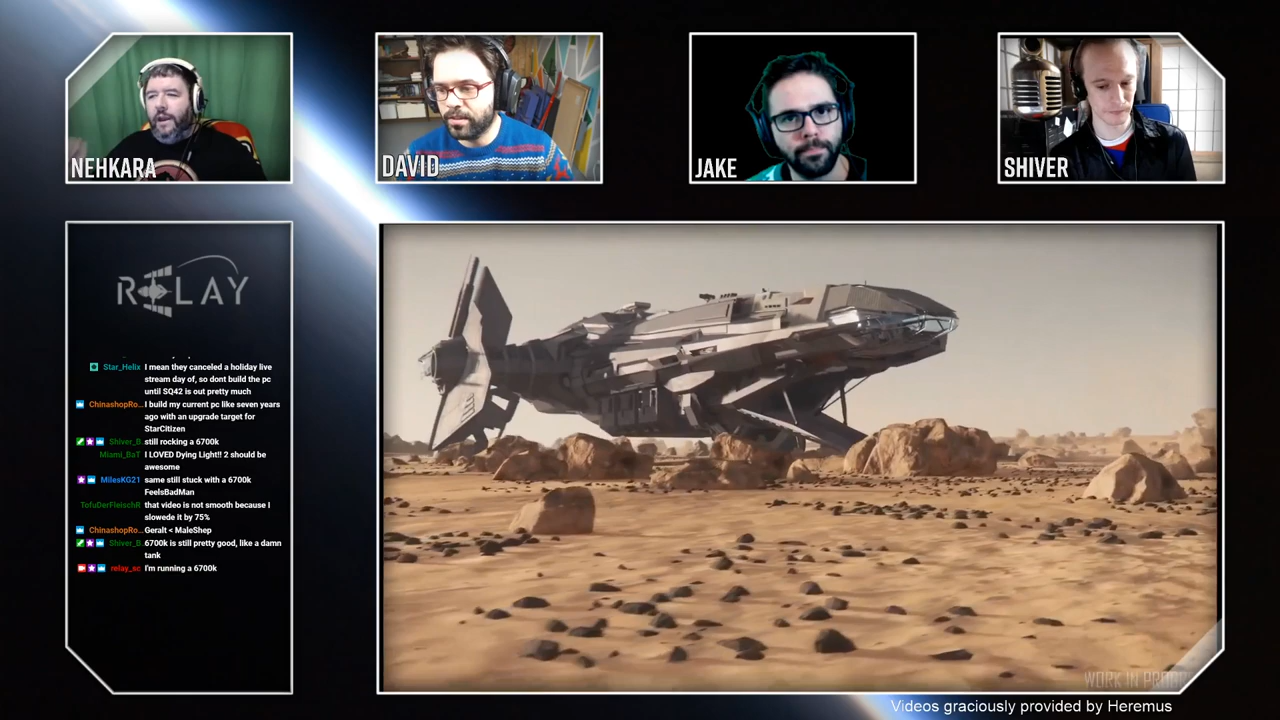 NEHKARA
DAVID
JAKE
SHIVER
RELAY
Star_Helix I mean they canceled a holiday live
stream day of, so dont build the pc
until SQ42 is out pretty much
ChinashopRo.. I build my current pc like seven years
ago with an upgrade target for
StarCitizen
Shiver_B.. still rocking a 6700k
Miami_BaT I LOVED Dying Light!! 2 should be
awesome
MilesKG21 same still stuck with a 6700k
FeelsBadMan
TofuDerFleischR that video is not smooth because I
slowede it by 75%
ChinashopRo.. Geralt < MaleShep
Shiver_B.. 6700k is still pretty good, like a damn
tank
relay_sc I'm running a 6700k
WORK IN
Videos graciously provided by Heremus